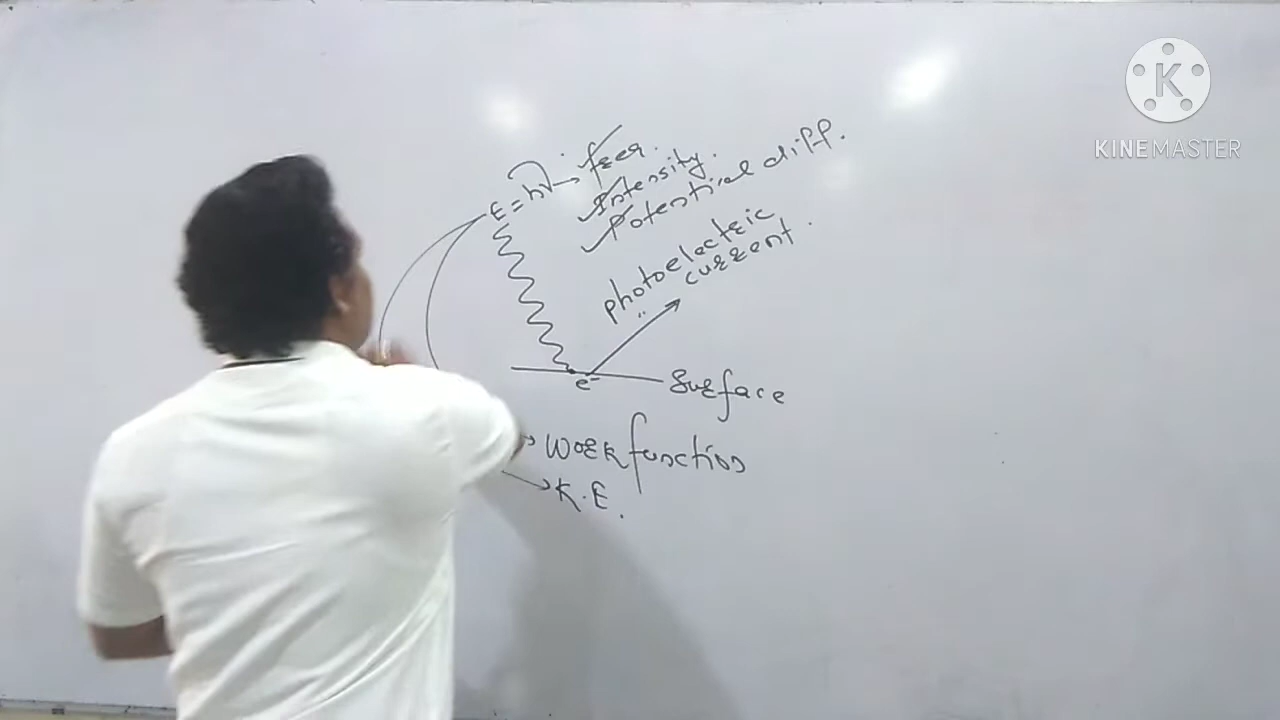 E = hν → freq.
Intensity.
Potential diff.
photoelectric
current.
e⁻
Surface
→ Work function
→ K.E.
K
KINEMASTER